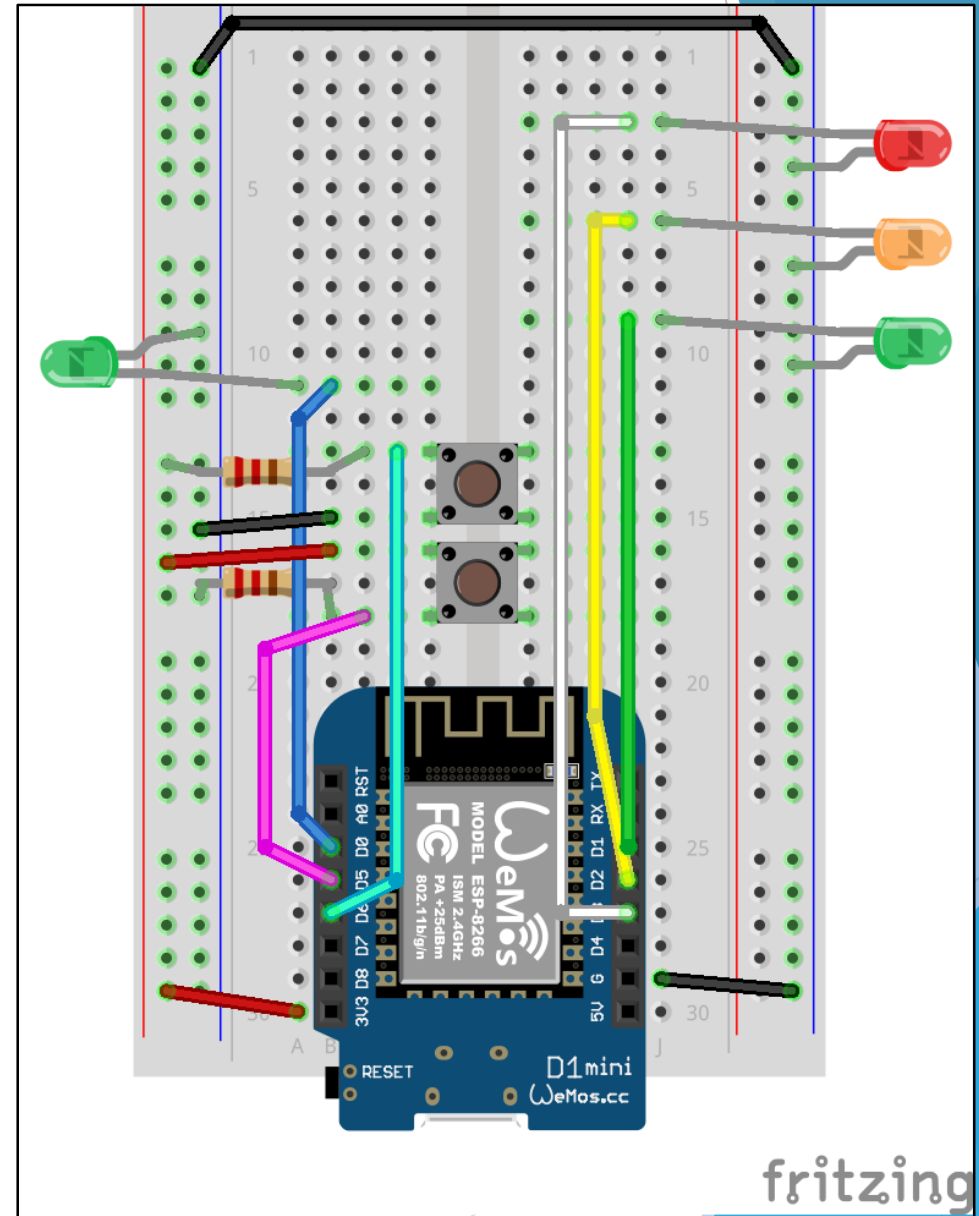 1
1
5
5
10
10
15
15
20
20
25
25
30
30
RST
A0
D0
D5
D6
D7
D8
3V3
TX
RX
D1
D2
D3
D4
G
5V
WeMos
MODEL ESP-8266
ISM 2.4GHz
PA +25dBm
802.11b/g/n
FC
A B
J
RESET
D1mini
WeMos.cc
fritzing